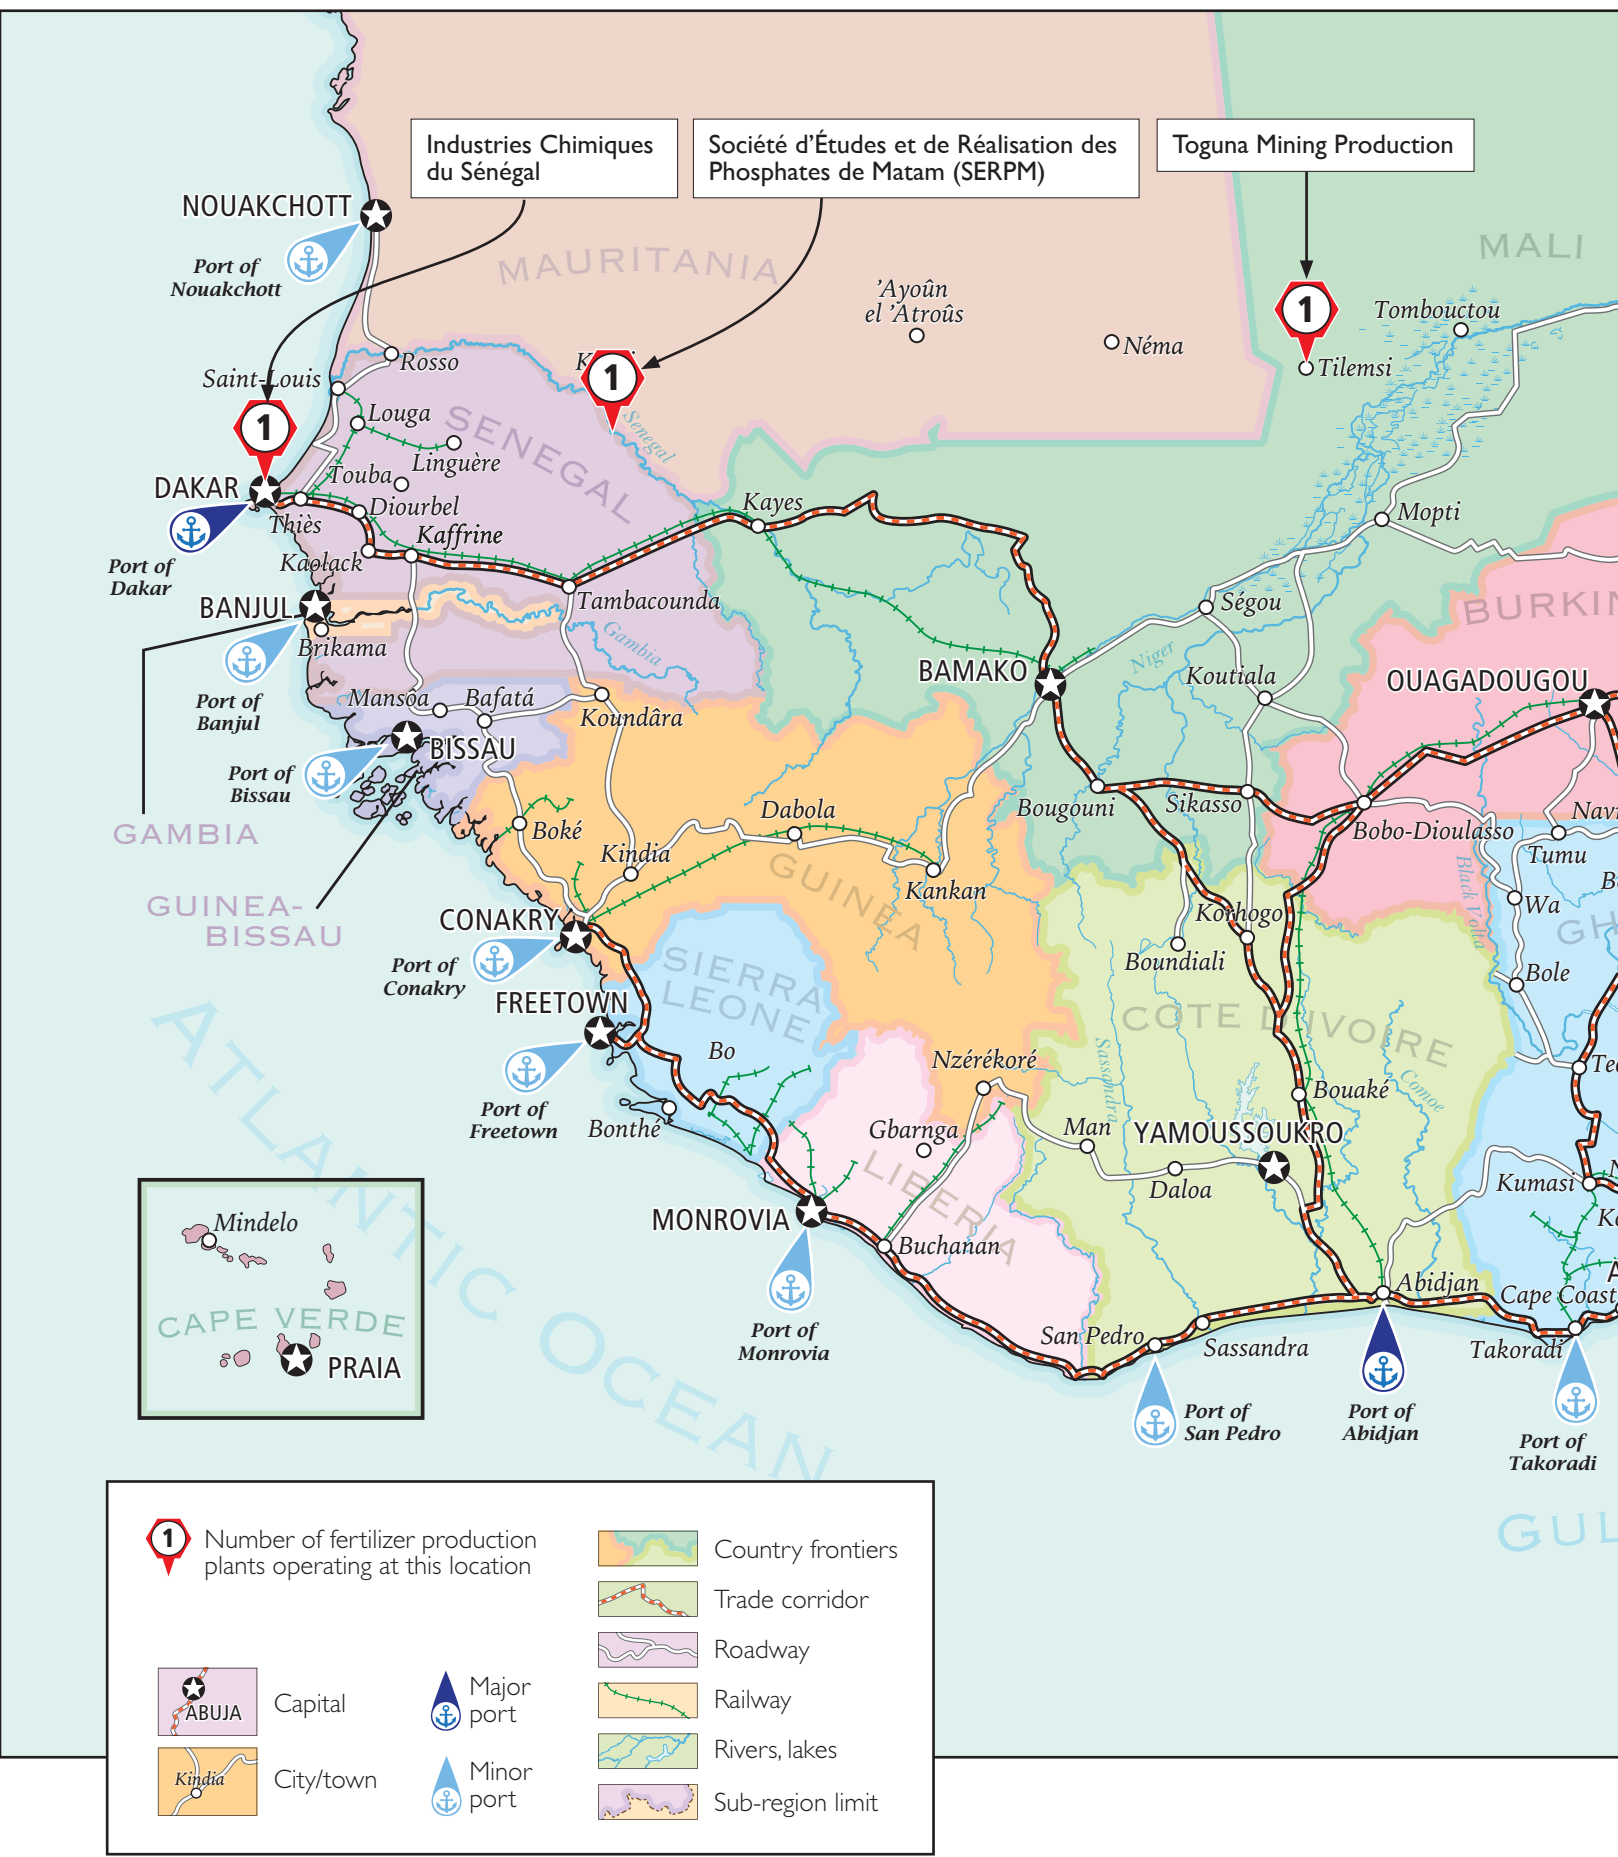 Industries Chimiques
du Sénégal
Société d'Études et de Réalisation des
Phosphates de Matam (SERPM)
Toguna Mining Production
NOUAKCHOTT
Port of
Nouakchott
MAURITANIA
MALI
'Ayoûn
el 'Atroûs
Néma
1
Tombouctou
Tilemsi
Rosso
Saint-Louis
1
1
Louga
SENEGAL
Senegal
Linguère
Touba
DAKAR
Diourbel
Thiès
Kayes
Mopti
Kaffrine
Kaolack
Port of
Dakar
BANJUL
Tambacounda
Ségou
BURKIN
Brikama
Gambia
Niger
BAMAKO
Koutiala
OUAGADOUGOU
Port of
Banjul
Mansôa
Bafatá
Koundâra
BISSAU
Port of
Bissau
Bougouni
Sikasso
Dabola
Boké
Bobo-Dioulasso
Navr
GAMBIA
Kindia
Tumu
GUINEA
Kankan
Black Volta
Wa
GUINEA-
BISSAU
CONAKRY
Korhogo
GH
Port of
Conakry
SIERRA
LEONE
Boundiali
Bole
FREETOWN
COTE D'IVOIRE
ATLANTIC OCEAN
Bo
Nzérékoré
Sassandra
Comoe
Port of
Freetown
Bouaké
Bonthé
Gbarnga
Man
YAMOUSSOUKRO
LIBERIA
Daloa
Kumasi
Mindelo
MONROVIA
Buchanan
CAPE VERDE
PRAIA
Abidjan
Cape Coast
San Pedro
Sassandra
Takoradi
Port of
Monrovia
Port of
San Pedro
Port of
Abidjan
Port of
Takoradi
GUL
1
Number of fertilizer production
plants operating at this location
ABUJA
Capital
Kindia
City/town
Major
port
Minor
port
Country frontiers
Trade corridor
Roadway
Railway
Rivers, lakes
Sub-region limit